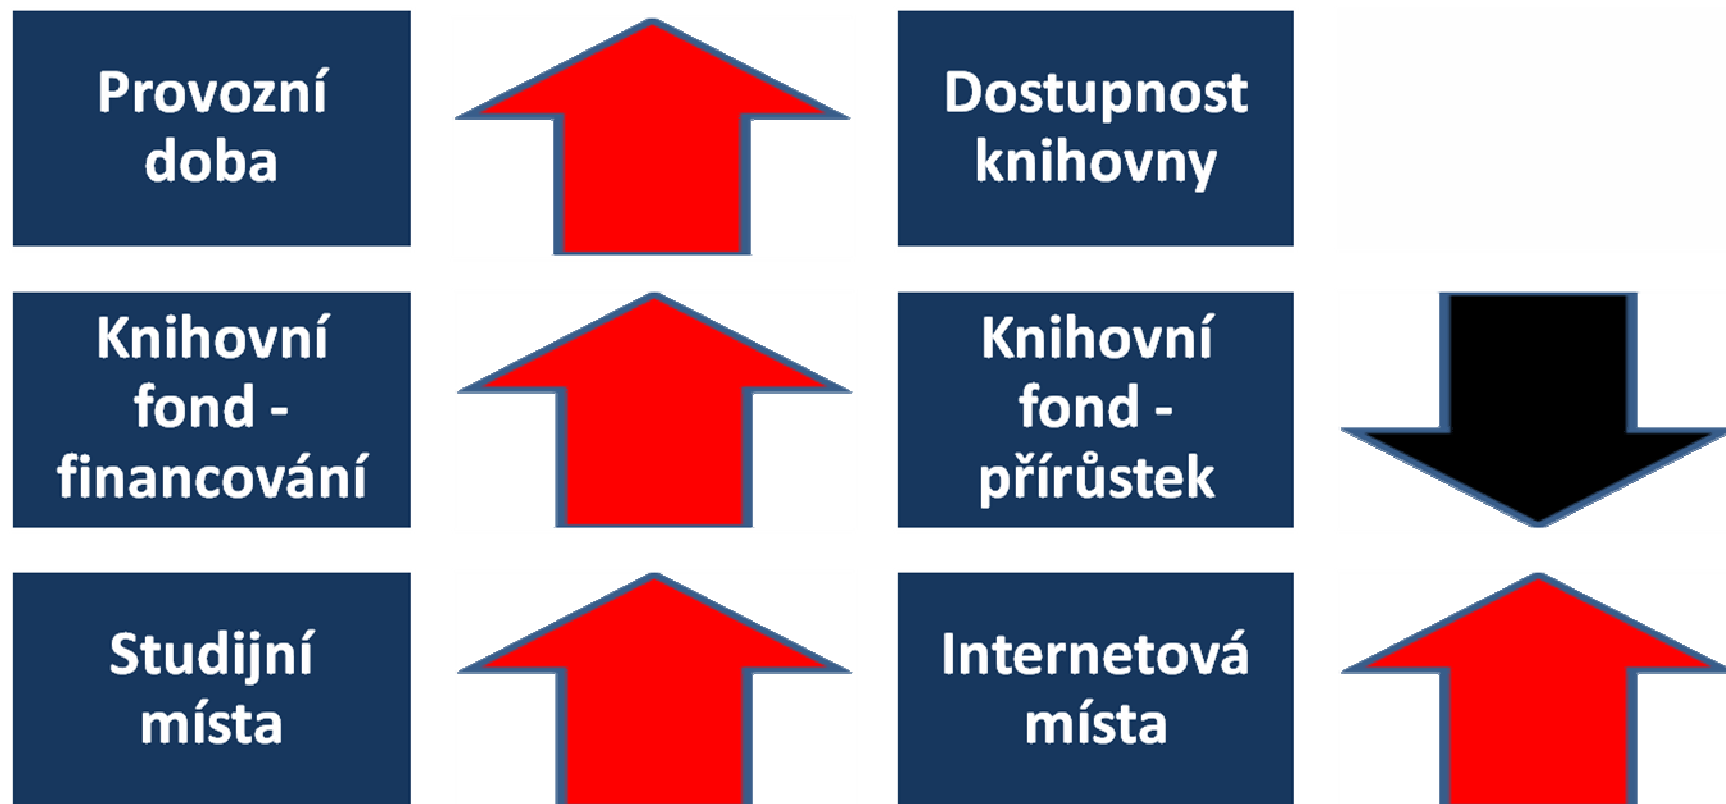 Provozní
doba
Dostupnost
knihovny
Knihovní
fond -
financování
Knihovní
fond -
přírůstek
Studijní
místa
Internetová
místa